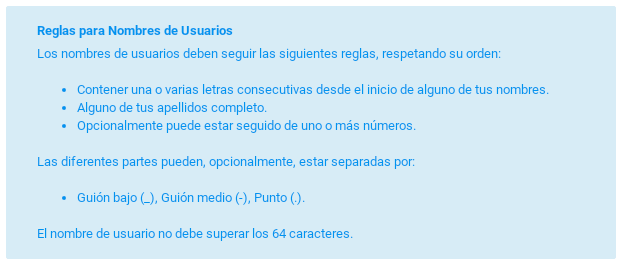 Reglas para Nombres de Usuarios
Los nombres de usuarios deben seguir las siguientes reglas, respetando su orden:
• Contener una o varias letras consecutivas desde el inicio de alguno de tus nombres.
• Alguno de tus apellidos completo.
• Opcionalmente puede estar seguido de uno o más números.
Las diferentes partes pueden, opcionalmente, estar separadas por:
• Guión bajo (_), Guión medio (-), Punto (.).
El nombre de usuario no debe superar los 64 caracteres.